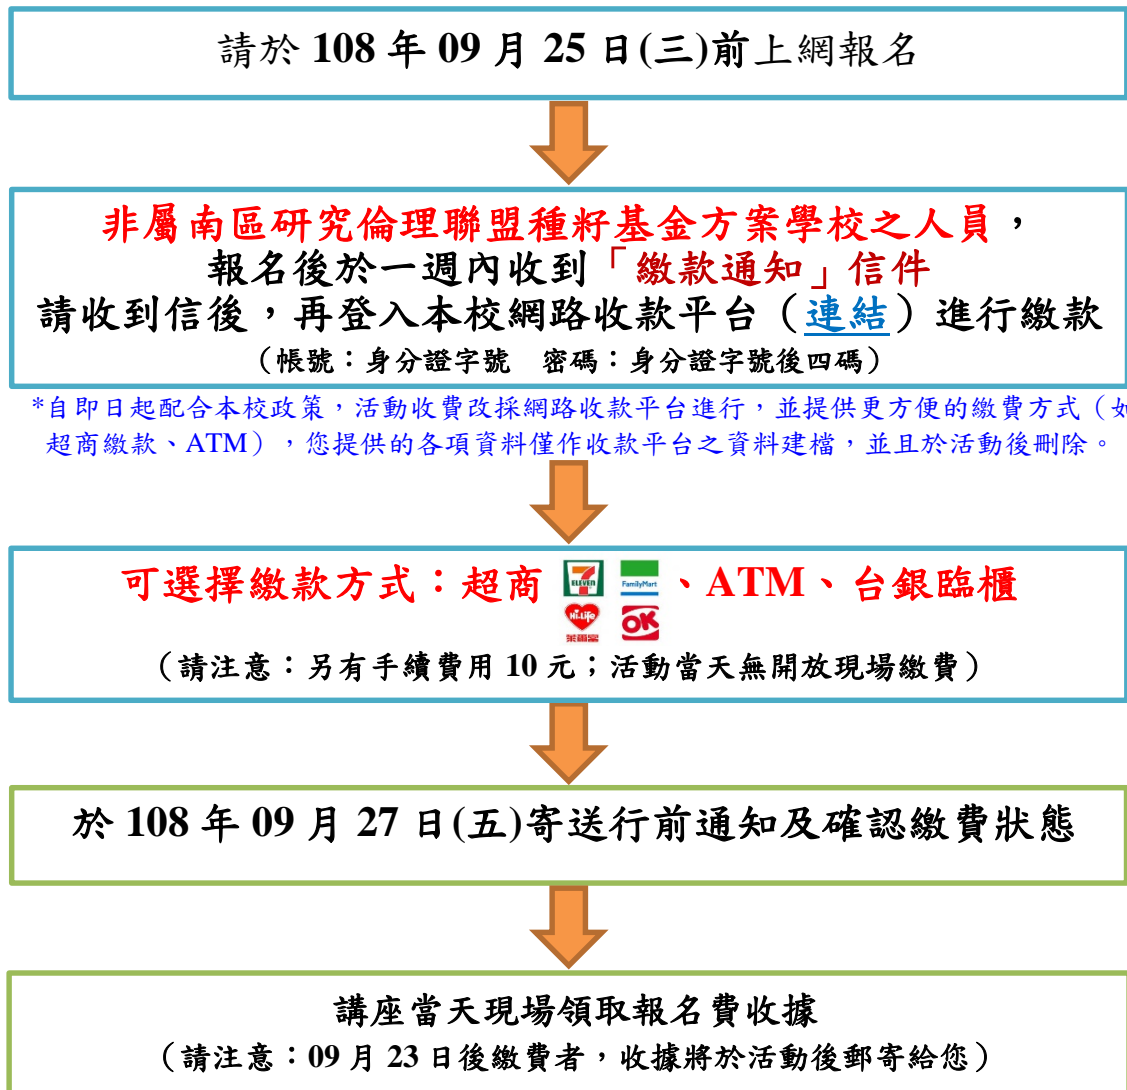 請於 108 年 09 月 25 日(三)前上網報名
非屬南區研究倫理聯盟種籽基金方案學校之人員，
報名後於一週內收到「繳款通知」信件
請收到信後，再登入本校網路收款平台（連結）進行繳款
（帳號：身分證字號　密碼：身分證字號後四碼）
*自即日起配合本校政策，活動收費改採網路收款平台進行，並提供更方便的繳費方式（如
超商繳款、ATM），您提供的各項資料僅作收款平台之資料建檔，並且於活動後刪除。
可選擇繳款方式：超商 7 ELEVEN FamilyMart 、ATM、台銀臨櫃
Hi-Life 萊爾富 OK
（請注意：另有手續費用 10 元；活動當天無開放現場繳費）
於 108 年 09 月 27 日(五)寄送行前通知及確認繳費狀態
講座當天現場領取報名費收據
（請注意：09 月 23 日後繳費者，收據將於活動後郵寄給您）